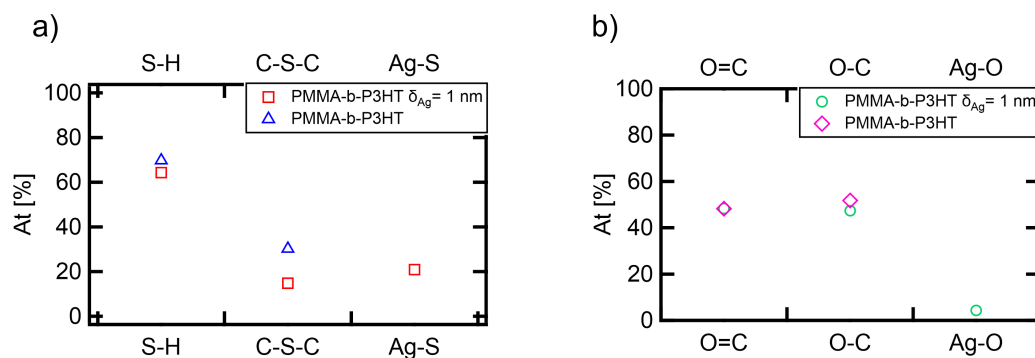 a)
S-H C-S-C Ag-S
PMMA-b-P3HT δAg= 1 nm
PMMA-b-P3HT
At [%]
100
80
60
40
20
0
S-H C-S-C Ag-S
b)
O=C O-C Ag-O
PMMA-b-P3HT δAg= 1 nm
PMMA-b-P3HT
At [%]
100
80
60
40
20
0
O=C O-C Ag-O